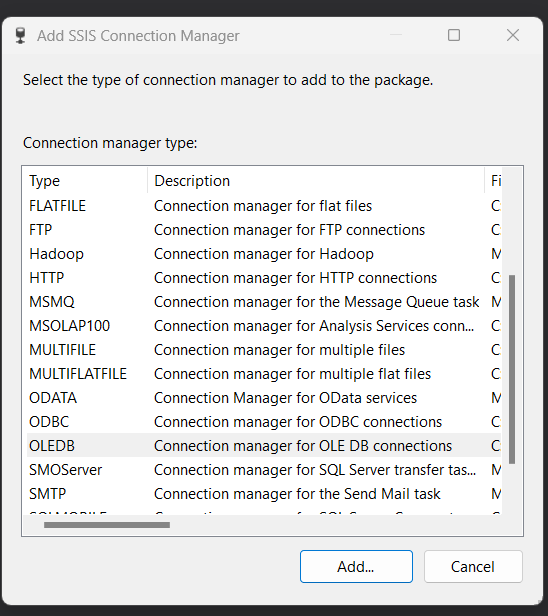 Add SSIS Connection Manager
Select the type of connection manager to add to the package.
Connection manager type:
Type Description Fi
FLATFILE Connection manager for flat files C
FTP Connection manager for FTP connections C
Hadoop Connection manager for Hadoop M
HTTP Connection manager for HTTP connections C
MSMQ Connection manager for the Message Queue task M
MSOLAP100 Connection manager for Analysis Services conn... C
MULTIFILE Connection manager for multiple files C
MULTIFLATFILE Connection manager for multiple flat files C
ODATA Connection Manager for OData services M
ODBC Connection manager for ODBC connections C
OLEDB Connection manager for OLE DB connections C
SMOServer Connection manager for SQL Server transfer tas... M
SMTP Connection manager for the Send Mail task M
Add... Cancel